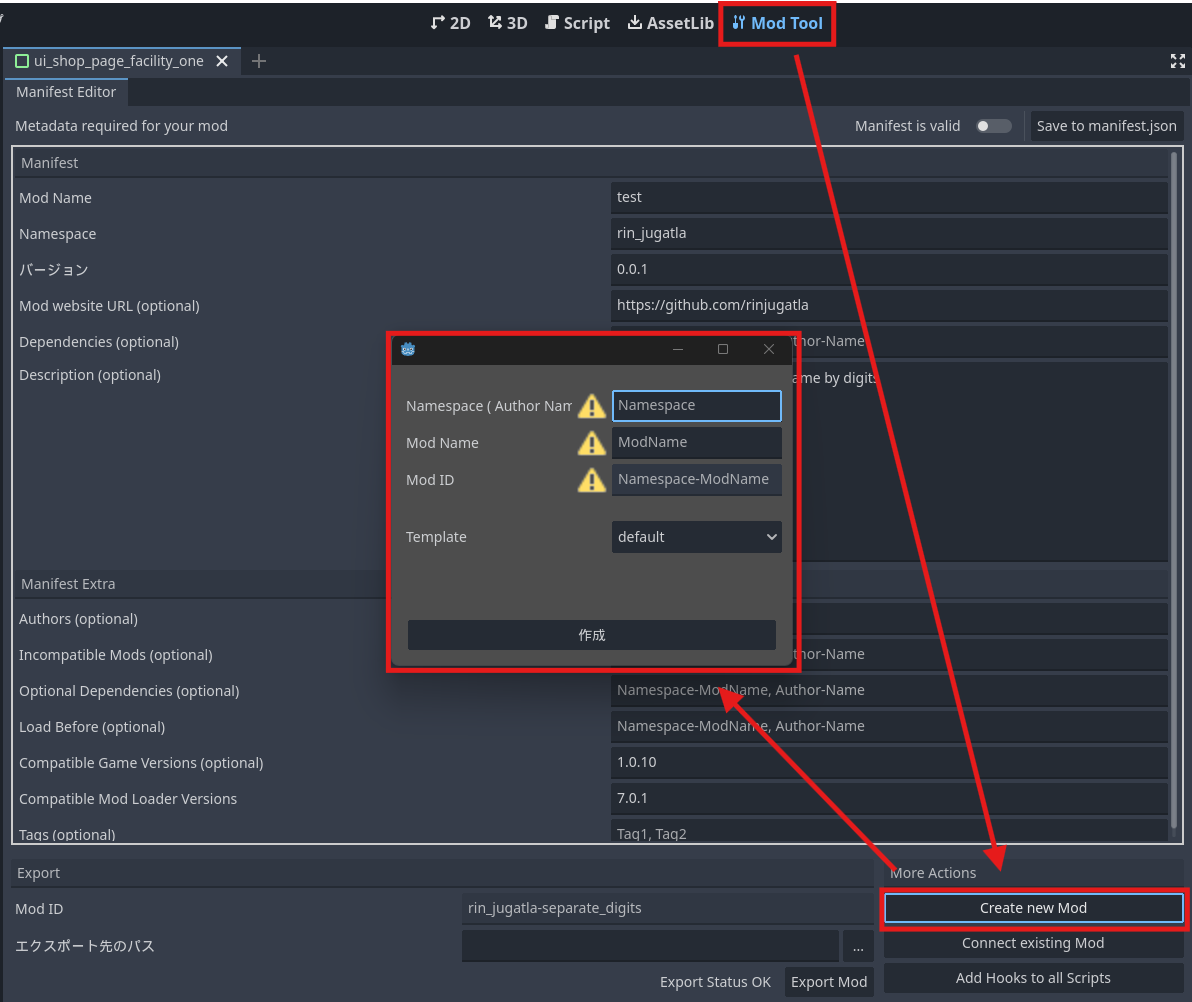 2D 3D Script AssetLib Mod Tool
ui_shop_page_facility_one
Manifest Editor
Metadata required for your mod Manifest is valid Save to manifest.json
Manifest
Mod Name test
Namespace rin_jugatla
バージョン 0.0.1
Mod website URL (optional) https://github.com/rinjugatla
Dependencies (optional) thor-Name
Description (optional) ame by digits
Namespace ( Author Nam Namespace
Mod Name ModName
Mod ID Namespace-ModName
Template default
作成
Manifest Extra
Authors (optional)
Incompatible Mods (optional) thor-Name
Optional Dependencies (optional) Namespace-ModName, Author-Name
Load Before (optional) Namespace-ModName, Author-Name
Compatible Game Versions (optional) 1.0.10
Compatible Mod Loader Versions 7.0.1
Tags (optional) Tag1, Tag2
Export
Mod ID rin_jugatla-separate_digits
エクスポート先のパス ...
Export Status OK Export Mod
More Actions
Create new Mod
Connect existing Mod
Add Hooks to all Scripts